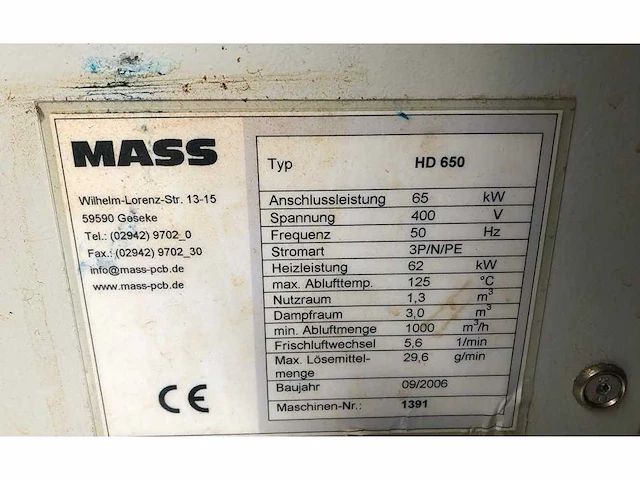 MASS
Wilhelm-Lorenz-Str. 13-15
59590 Geseke
Tel.: (02942) 9702_0
Fax.: (02942) 9702_30
info@mass-pcb.de
www.mass-pcb.de
CE
Typ HD 650
Anschlussleistung 65 kW
Spannung 400 V
Frequenz 50 Hz
Stromart 3P/N/PE
Heizleistung 62 kW
max. Ablufttemp. 125 °C
Nutzraum 1,3 m³
Dampfraum 3,0 m³
min. Abluftmenge 1000 m³/h
Frischluftwechsel 5,6 1/min
Max. Lösemittel- 29,6 g/min
menge
Baujahr 09/2006
Maschinen-Nr.: 1391